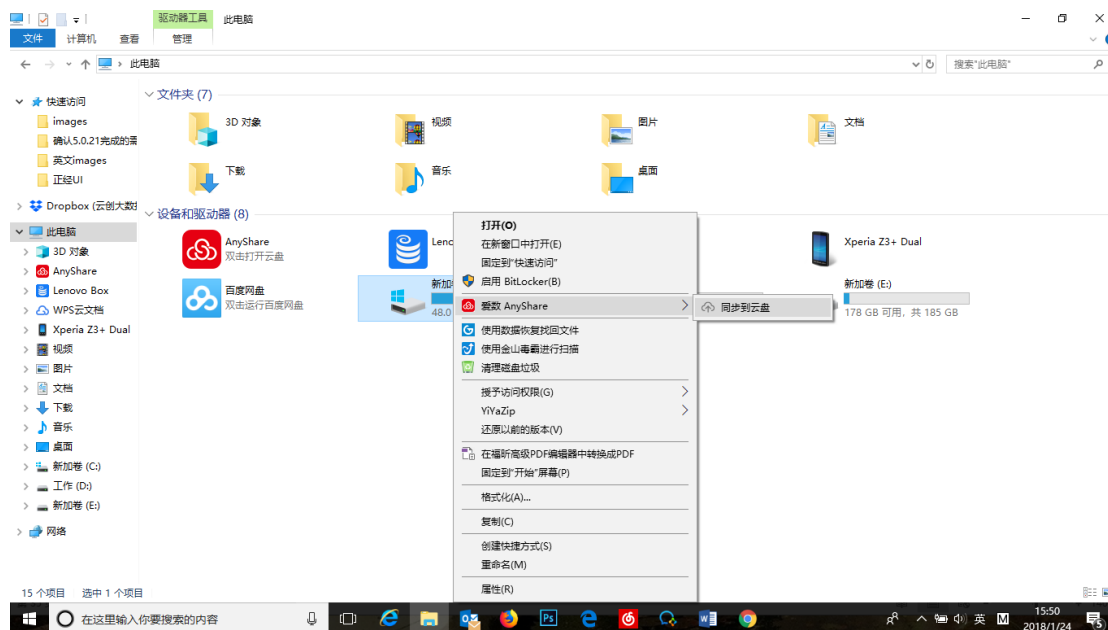 驱动器工具 此电脑
文件 计算机 查看 管理
此电脑
搜索"此电脑"
快速访问
images
确认5.0.21完成的需
英文images
正经UI
Dropbox (云创大数
此电脑
3D 对象
AnyShare
Lenovo Box
WPS云文档
Xperia Z3+ Dual
视频
图片
文档
下载
音乐
桌面
新加卷 (C:)
工作 (D:)
新加卷 (E:)
网络
文件夹 (7)
3D 对象
视频
图片
文档
下载
音乐
桌面
设备和驱动器 (8)
AnyShare
双击打开云盘
Leno
Xperia Z3+ Dual
百度网盘
双击运行百度网盘
新加
48.0
新加卷 (E:)
178 GB 可用，共 185 GB
打开(O)
在新窗口中打开(E)
固定到"快速访问"
启用 BitLocker(B)
爱数 AnyShare
同步到云盘
使用数据恢复找回文件
使用金山毒霸进行扫描
清理磁盘垃圾
授予访问权限(G)
YiYaZip
还原以前的版本(V)
在福昕高级PDF编辑器中转换成PDF
固定到"开始"屏幕(P)
格式化(A)...
复制(C)
创建快捷方式(S)
重命名(M)
属性(R)
15 个项目 选中 1 个项目
在这里输入你要搜索的内容
Ps
英
M
15:50
2018/1/24
5